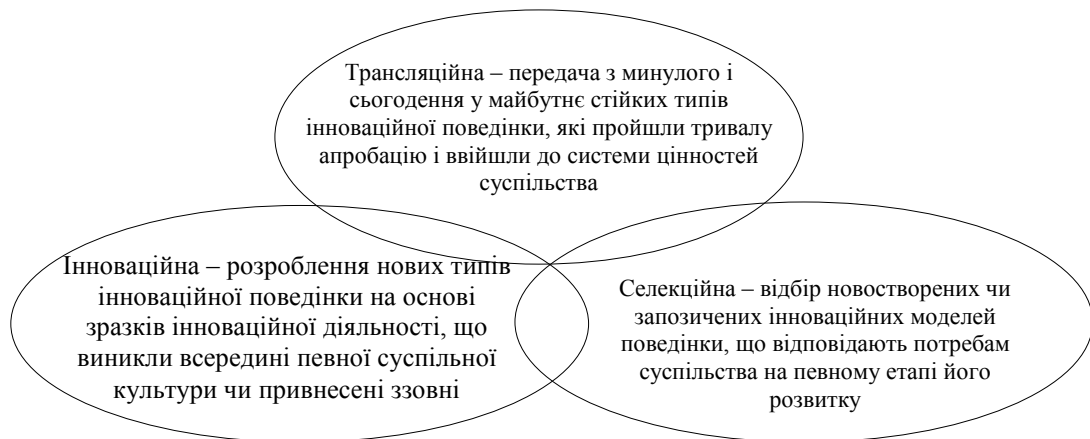 Трансляційна – передача з минулого і
сьогодення у майбутнє стійких типів
інноваційної поведінки, які пройшли тривалу
апробацію і ввійшли до системи цінностей
суспільства
Інноваційна – розроблення нових типів
інноваційної поведінки на основі
зразків інноваційної діяльності, що
виникли всередині певної суспільної
культури чи привнесені ззовні
Селекційна – відбір новостворених чи
запозичених інноваційних моделей
поведінки, що відповідають потребам
суспільства на певному етапі його
розвитку